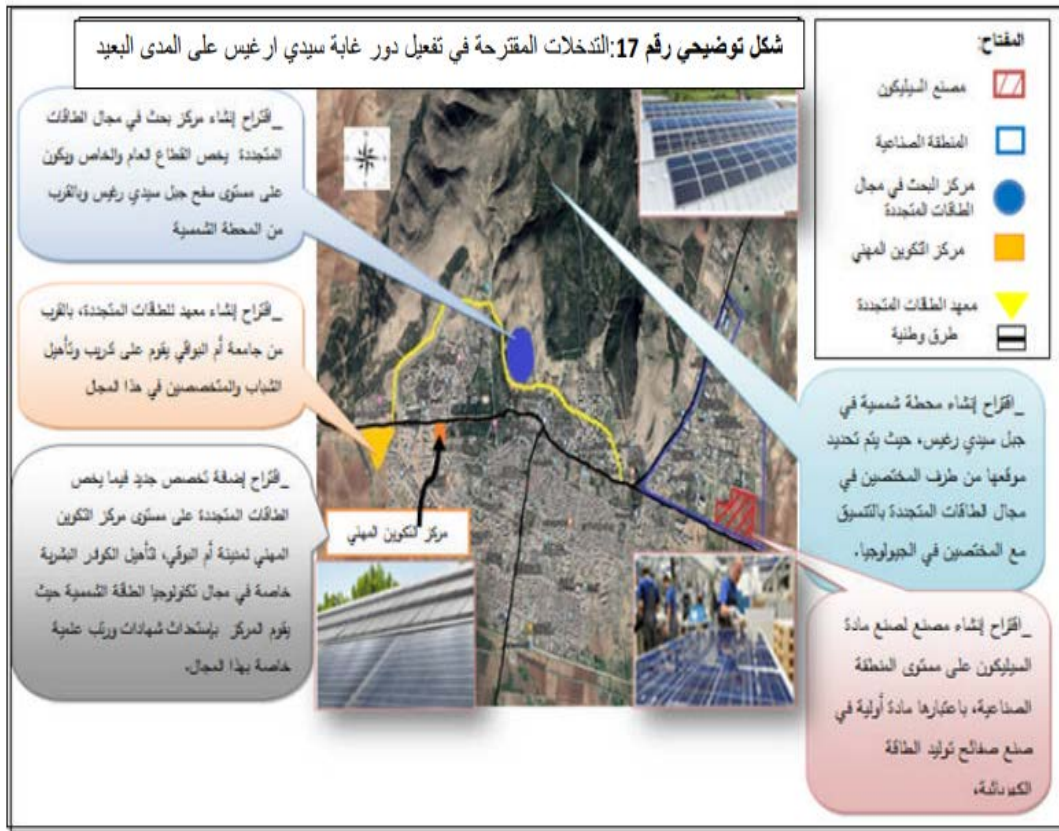 شكل توضيحي رقم 17:التدخلات المقترحة في تفعيل دور غابة سيدي ارغيس على المدى البعيد
المفتاح:
مصنع السيليكون
المنطقة الصناعية
مركز البحث في مجال
الطاقات المتجددة
مركز التكوين المهني
معهد الطاقات المتجددة
طرق وطنية
_اقتراح إنشاء مركز بحث في مجال الطاقات
المتجددة يخص القطاع العام والخاص ويكون
على مستوى سفح جبل سيدي رغيس وبالقرب
من المحطة الشمسية
_اقتراح إنشاء معهد للطاقات المتجددة، بالقرب
من جامعة أم البواقي يقوم على وتأهيل
الشباب والمتخصصين في هذا المجال
_اقتراح إضافة تخصص جديد فيما يخص
الطاقات المتجددة على مستوى مركز التكوين
المهني لمدينة أم البواقي، لتأهيل الكوادر البشرية
خاصة في مجال تكنولوجيا الطاقة الشمسية حيث
يقوم المركز بإستحداث شهادات ورتب علمية
خاصة بهذا المجال.
مركز التكوين المهني
_اقتراح إنشاء محطة شمسية في
جبل سيدي رغيس، حيث يتم تحديد
موقعها من طرف المختصين في
مجال الطاقات المتجددة بالتنسيق
مع المختصين في الجيولوجيا.
_اقتراح إنشاء مصنع لصنع مادة
السيليكون على مستوى المنطقة
الصناعية، باعتبارها مادة أولية في
صنع صفائح توليد الطاقة
الكهربائية،